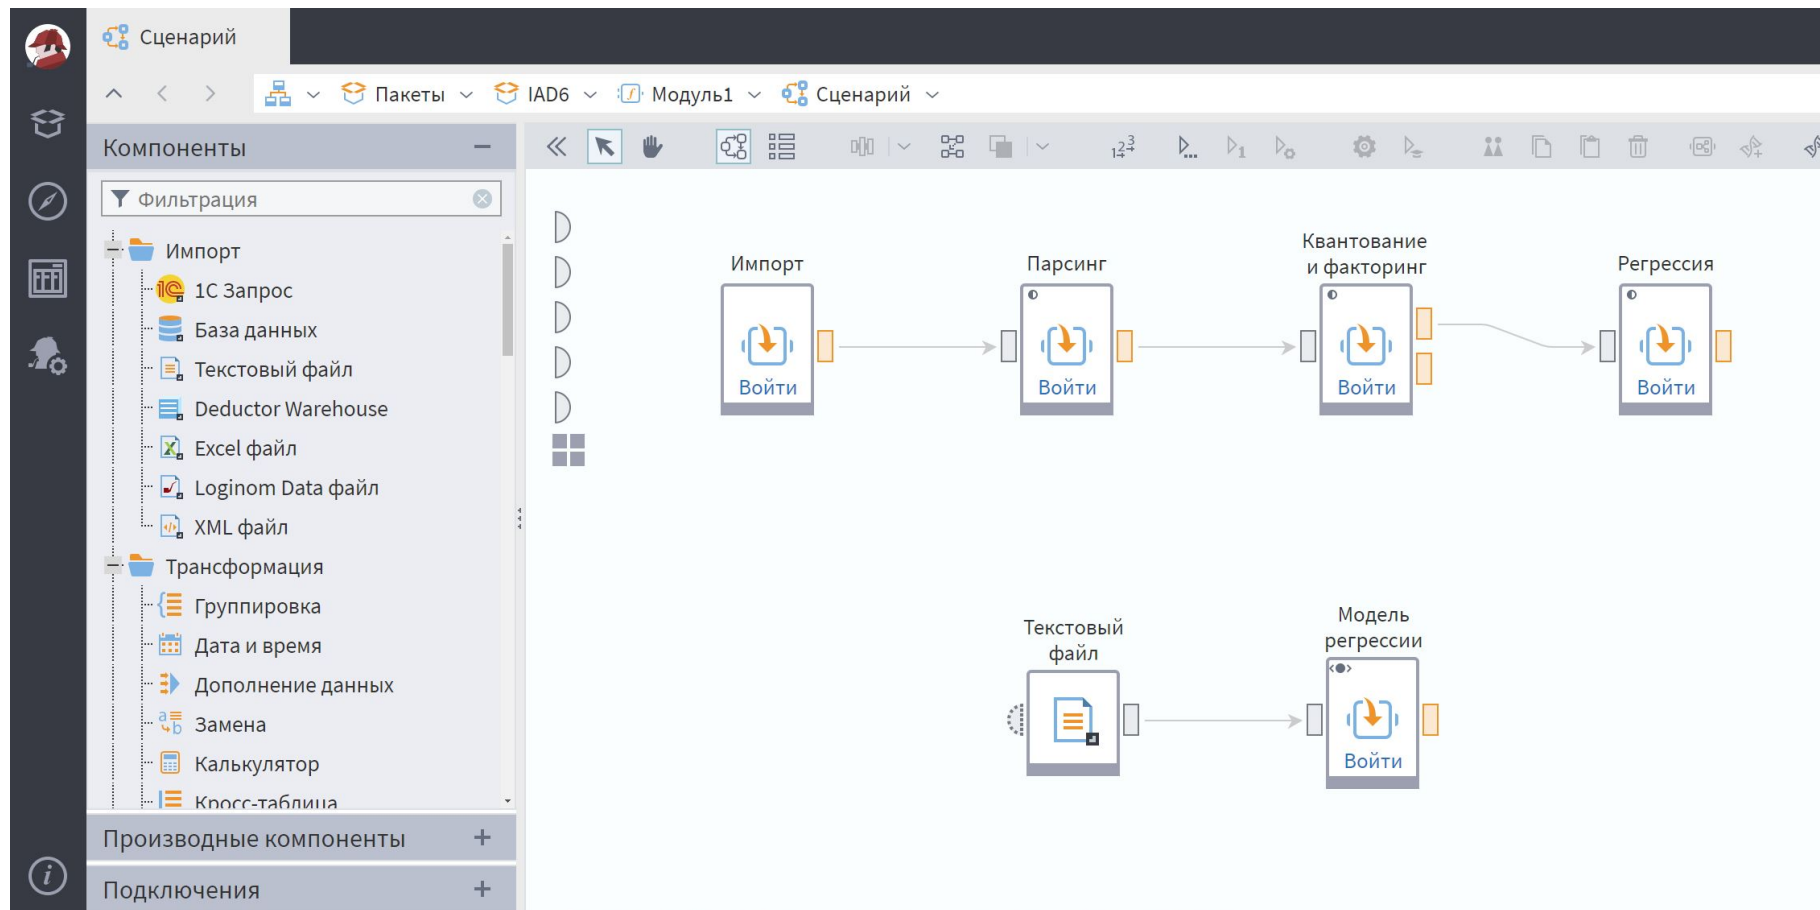 Сценарий
Пакеты
IAD6
Модуль1
Сценарий
Компоненты
Фильтрация
Импорт
1С Запрос
База данных
Текстовый файл
Deductor Warehouse
Excel файл
Loginom Data файл
XML файл
Трансформация
Группировка
Дата и время
Дополнение данных
Замена
Калькулятор
Кросс-таблица
Производные компоненты
Подключения
Импорт
Войти
Парсинг
Войти
Квантование
и факторинг
Войти
Регрессия
Войти
Текстовый
файл
Модель
регрессии
Войти